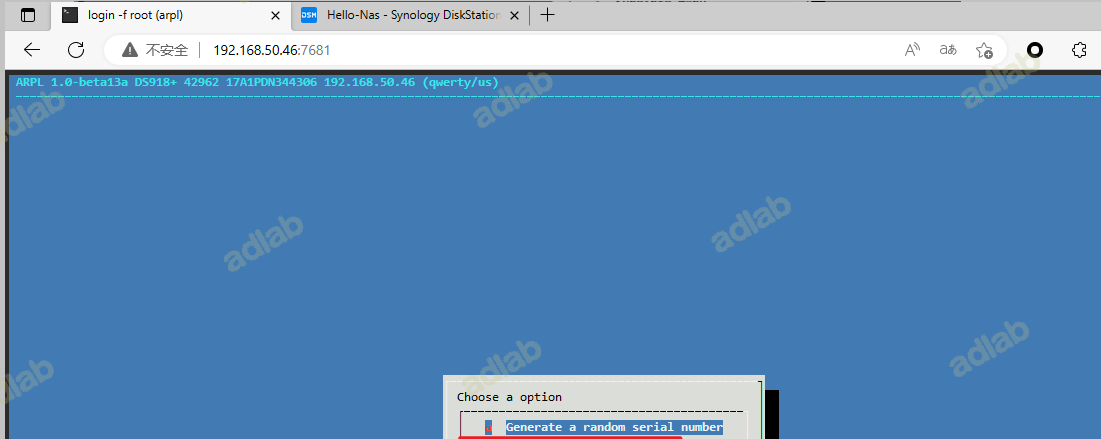 login -f root (arpl)
DSM Hello-Nas - Synology DiskStation
不安全 192.168.50.46:7681
ARPL 1.0-beta13a DS918+ 42962 17A1PDN344306 192.168.50.46 (qwerty/us)
adlab
adlab
adlab
adlab
adlab
Choose a option
adlab
adlab
adlab
Generate a random serial number